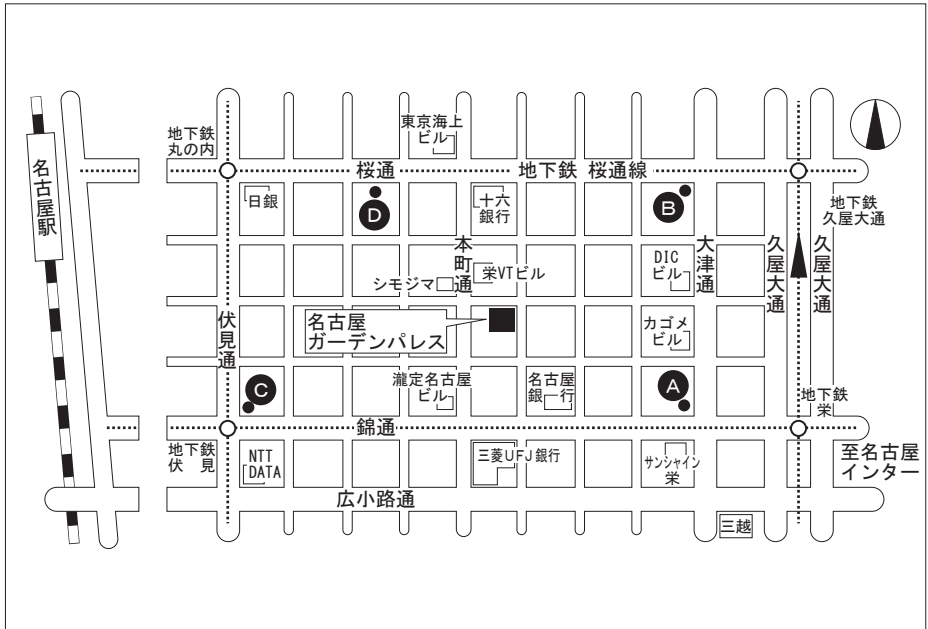 東京海上
ビル
地下鉄
丸の内
名古屋駅
桜通
地下鉄 桜通線
日銀
D
十六
銀行
B
地下鉄
久屋大通
本町通
栄VTビル
シモジマ
DIC
ビル
大津通
久屋大通
久屋大通
伏見通
名古屋
ガーデンパレス
カゴメ
ビル
C
瀧定名古屋
ビル
名古屋
銀行
A
地下鉄
栄
錦通
地下鉄
伏見
NTT
DATA
三菱UFJ銀行
サンシャイン
栄
至名古屋
インター
広小路通
三越